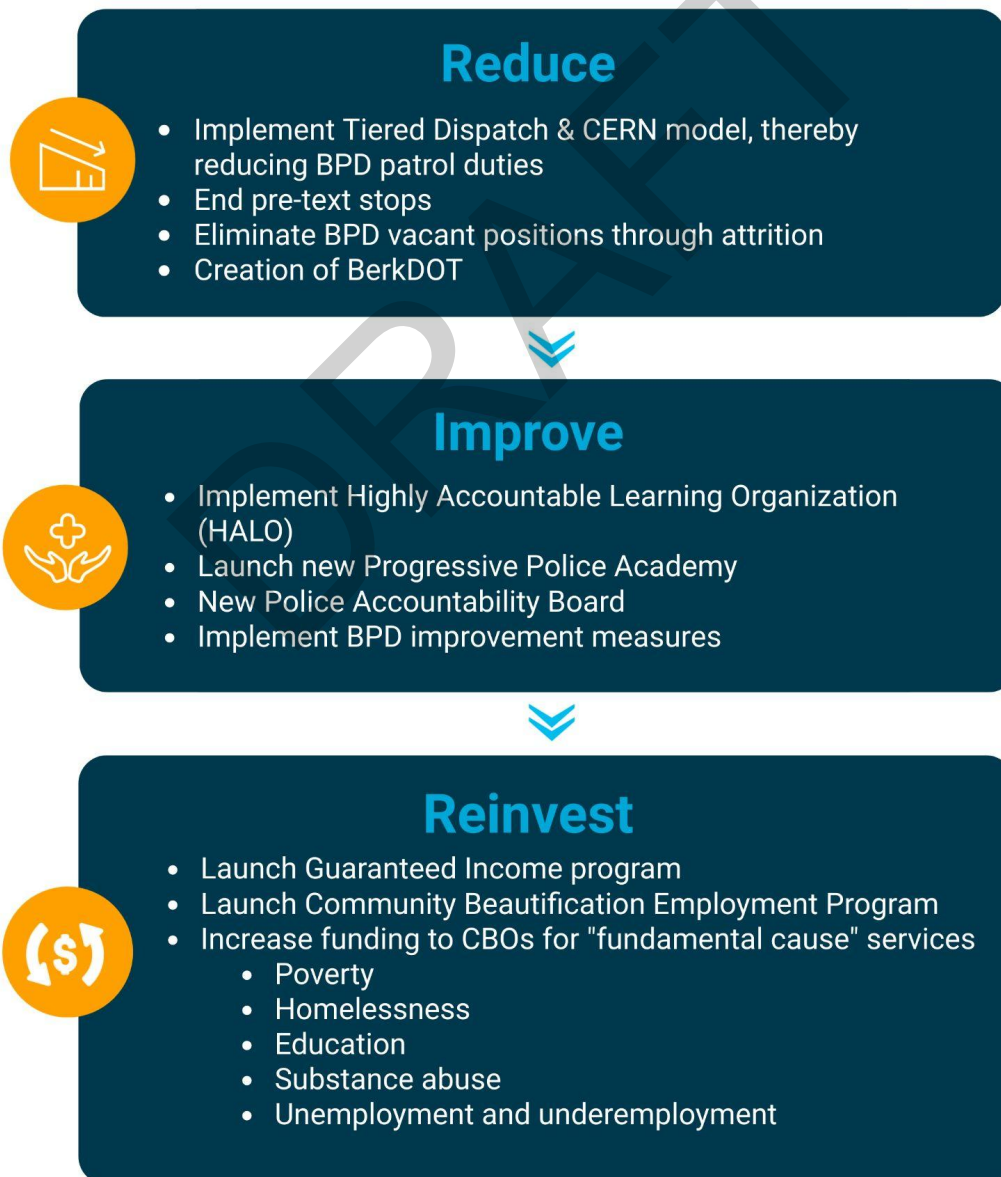 Reduce
• Implement Tiered Dispatch & CERN model, thereby
reducing BPD patrol duties
• End pre-text stops
• Eliminate BPD vacant positions through attrition
• Creation of BerkDOT
Improve
• Implement Highly Accountable Learning Organization
(HALO)
• Launch new Progressive Police Academy
• New Police Accountability Board
• Implement BPD improvement measures
Reinvest
• Launch Guaranteed Income program
• Launch Community Beautification Employment Program
• Increase funding to CBOs for "fundamental cause" services
• Poverty
• Homelessness
• Education
• Substance abuse
• Unemployment and underemployment
$
DRAFT